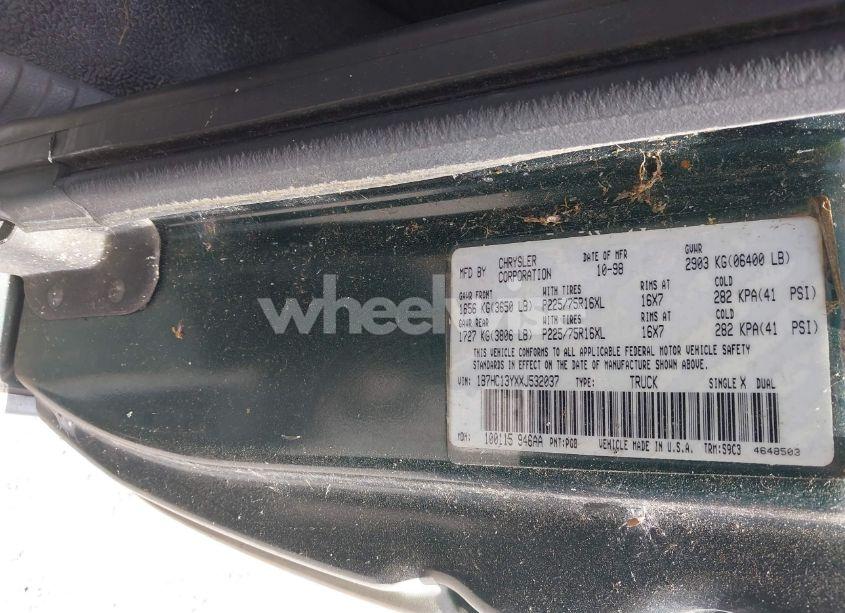 MFD BY CHRYSLER CORPORATION DATE OF MFR 10-98 GVWR 2903 KG(06400 LB)
GAWR FRONT WITH TIRES RIMS AT COLD
1656 KG(3650 LB) P225/75R16XL 16X7 282 KPA(41 PSI)
GAWR REAR WITH TIRES RIMS AT COLD
1727 KG(3806 LB) P225/75R16XL 16X7 282 KPA(41 PSI)
THIS VEHICLE CONFORMS TO ALL APPLICABLE FEDERAL MOTOR VEHICLE SAFETY
STANDARDS IN EFFECT ON THE DATE OF MANUFACTURE SHOWN ABOVE.
VIN: 1B7HC13YXXJ532037 TYPE: TRUCK SINGLE X DUAL
MDH: 100115 946AA PNT:PGB VEHICLE MADE IN U.S.A. TRM:S9C3 4648503